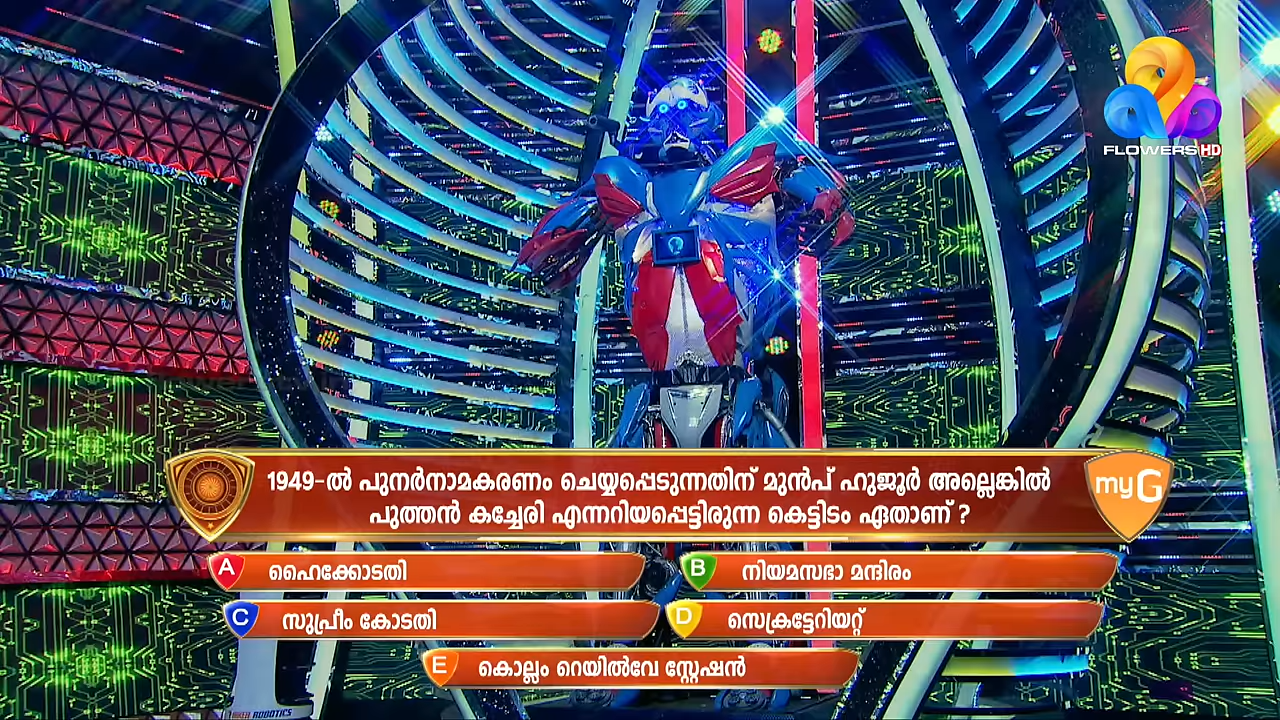 FLOWERS HD
1949-ൽ പുനർനാമകരണം ചെയ്യപ്പെടുന്നതിന് മുൻപ് ഹുജൂർ അല്ലെങ്കിൽ
പുത്തൻ കച്ചേരി എന്നറിയപ്പെട്ടിരുന്ന കെട്ടിടം ഏതാണ് ?
myG
A ഹൈക്കോടതി
B നിയമസഭാ മന്ദിരം
C സുപ്രീം കോടതി
D സെക്രട്ടേറിയറ്റ്
E കൊല്ലം റെയിൽവേ സ്റ്റേഷൻ
ROBOTICS